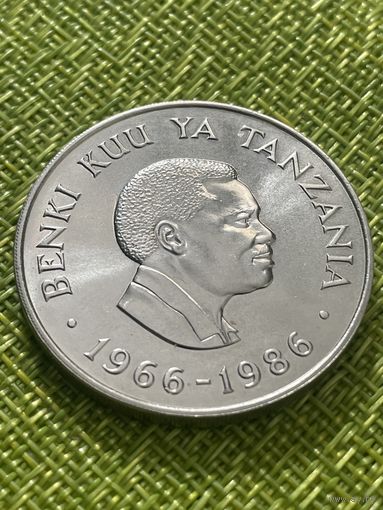 BENKI KUU YA TANZANIA
· 1966-1986 ·